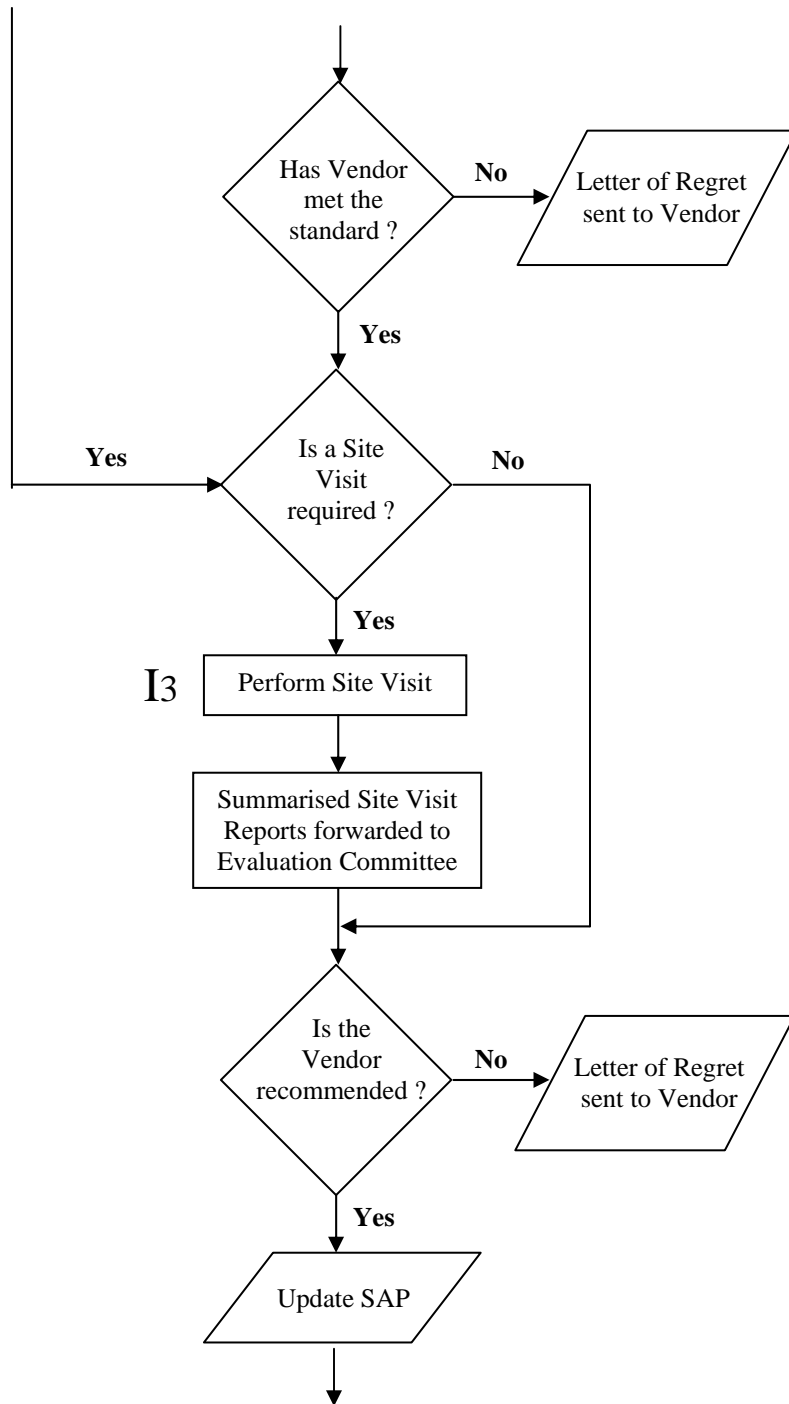 Has Vendor
met the
standard ?
No
Letter of Regret
sent to Vendor
Yes
Yes
Is a Site
Visit
required ?
No
Yes
I3
Perform Site Visit
Summarised Site Visit
Reports forwarded to
Evaluation Committee
Is the
Vendor
recommended ?
No
Letter of Regret
sent to Vendor
Yes
Update SAP